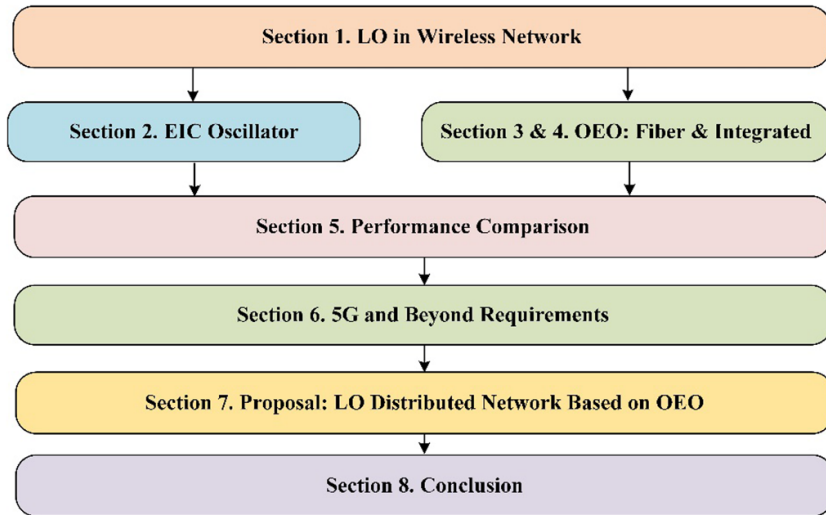 Section 1. LO in Wireless Network
Section 2. EIC Oscillator
Section 3 & 4. OEO: Fiber & Integrated
Section 5. Performance Comparison
Section 6. 5G and Beyond Requirements
Section 7. Proposal: LO Distributed Network Based on OEO
Section 8. Conclusion